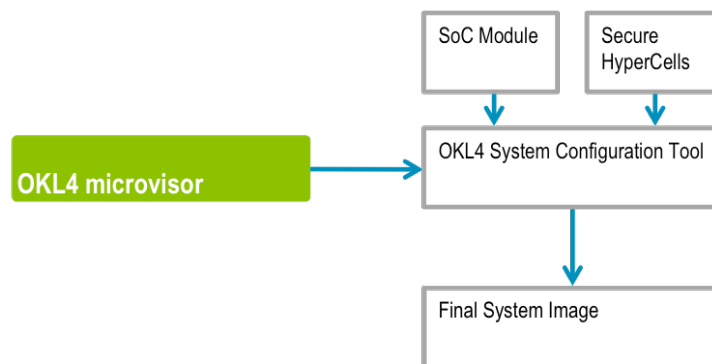 SoC Module
Secure
HyperCells
OKL4 System Configuration Tool
OKL4 microvisor
Final System Image